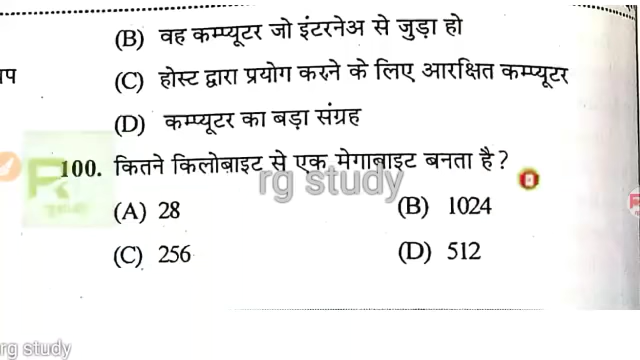 (B) वह कम्प्यूटर जो इंटरनेअ से जुड़ा हो
प
(C) होस्ट द्वारा प्रयोग करने के लिए आरक्षित कम्प्यूटर
(D) कम्प्यूटर का बड़ा संग्रह
100. कितने किलोबाइट से एक मेगाबाइट बनता है?
rg study
(A) 28 (B) 1024
(C) 256 (D) 512
rg study